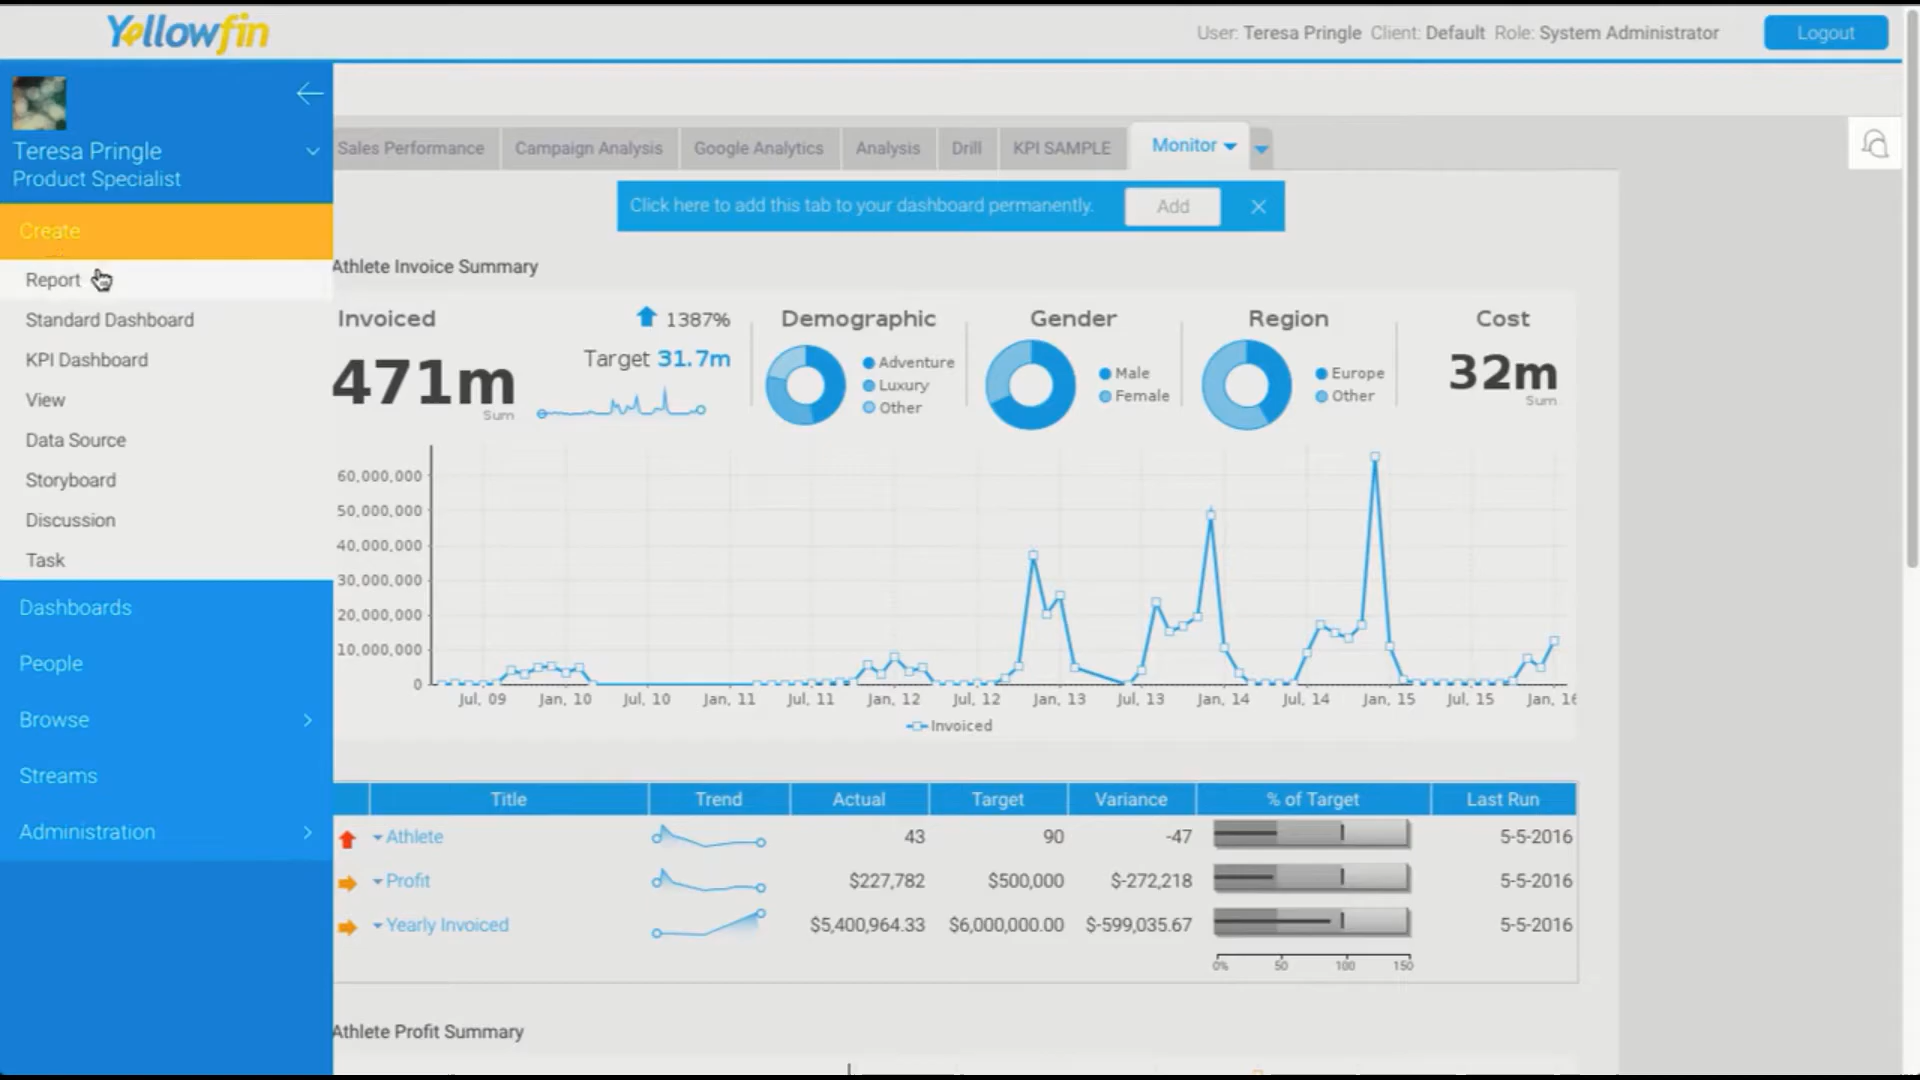 Yellowfin
User: Teresa Pringle Client: Default Role: System Administrator
Logout
Teresa Pringle
Product Specialist
Create
Report
Standard Dashboard
KPI Dashboard
View
Data Source
Storyboard
Discussion
Task
Dashboards
People
Browse
Streams
Administration
Sales Performance Campaign Analysis Google Analytics Analysis Drill KPI SAMPLE Monitor
Click here to add this tab to your dashboard permanently. Add
Athlete Invoice Summary
Invoiced
1387%
Target 31.7m
471m
Sum
Demographic
Adventure
Luxury
Other
Gender
Male
Female
Region
Europe
Other
Cost
32m
Sum
60,000,000
50,000,000
40,000,000
30,000,000
20,000,000
10,000,000
0
Jul, 09 Jan, 10 Jul, 10 Jan, 11 Jul, 11 Jan, 12 Jul, 12 Jan, 13 Jul, 13 Jan, 14 Jul, 14 Jan, 15 Jul, 15 Jan, 16
Invoiced
Title Trend Actual Target Variance % of Target Last Run
Athlete 43 90 -47 5-5-2016
Profit $227,782 $500,000 $-272,218 5-5-2016
Yearly Invoiced $5,400,964.33 $6,000,000.00 $-599,035.67 5-5-2016
0% 50 100 150
Athlete Profit Summary